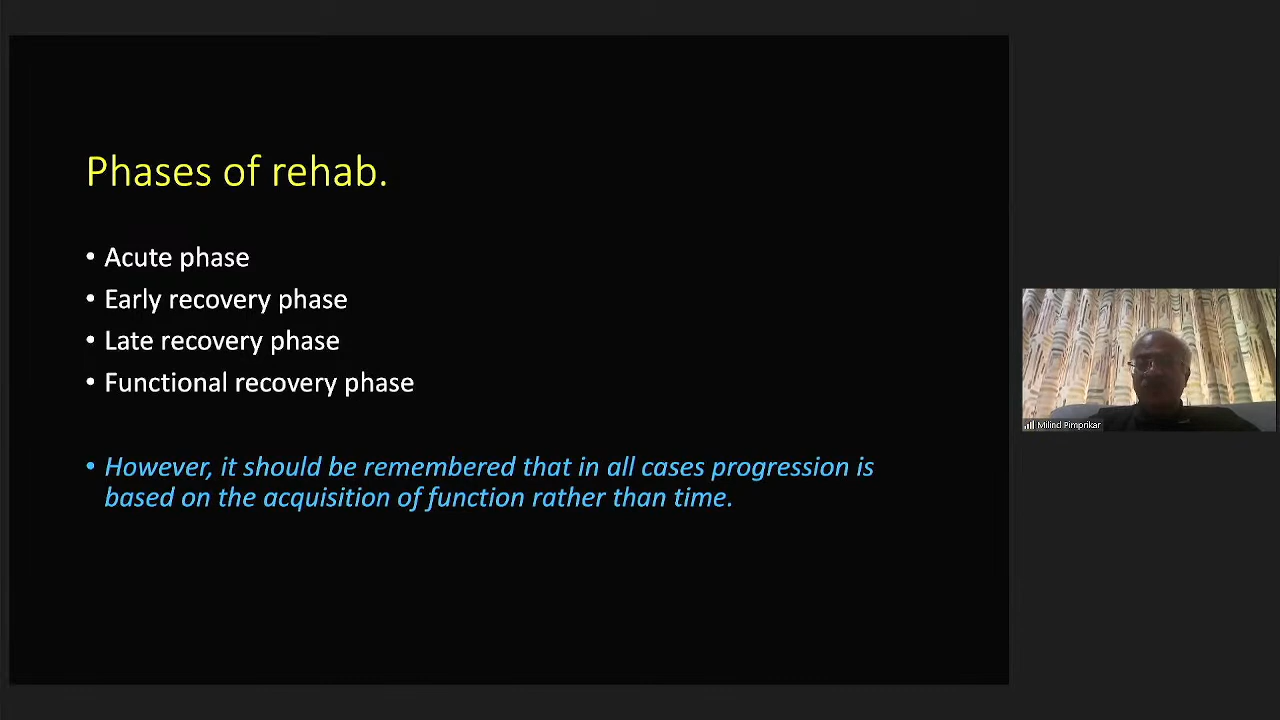 Phases of rehab.
• Acute phase
• Early recovery phase
• Late recovery phase
• Functional recovery phase
• However, it should be remembered that in all cases progression is
based on the acquisition of function rather than time.
Milind Pimprikar